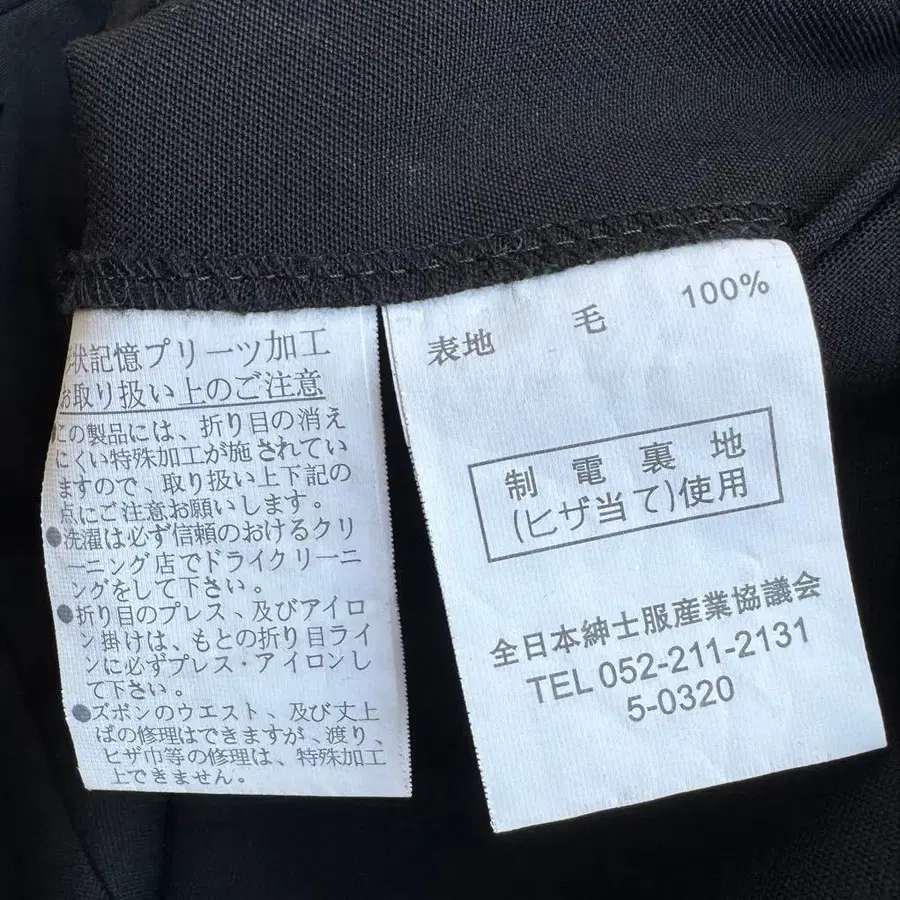 状記憶プリーツ加工
お取り扱い上のご注意
この製品には、折り目の消え
にくい特殊加工が施されてい
ますので、取り扱い上下記の
点にご注意お願いします。
●洗濯は必ず信頼のおけるクリ
ーニング店でドライクリーニ
ングをして下さい。
●折り目のプレス、及びアイロ
ン掛けは、もとの折り目ライ
ンに必ずプレス・アイロンし
て下さい。
●ズボンのウエスト、及び丈上
ばの修理はできますが、渡り、
ヒザ巾等の修理は、特殊加工
上できません。
表地 毛 100%
制電裏地
(ヒザ当て)使用
全日本紳士服産業協議会
TEL 052-211-2131
5-0320